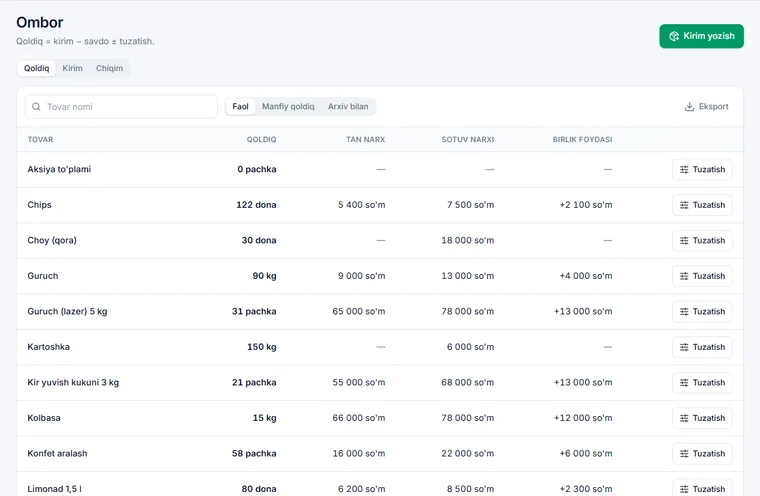 Ombor
Qoldiq = kirim − savdo ± tuzatish.
Kirim yozish
Qoldiq Kirim Chiqim
Tovar nomi Faol Manfiy qoldiq Arxiv bilan Eksport
TOVAR QOLDIQ TAN NARX SOTUV NARXI BIRLIK FOYDASI
Aksiya to'plami 0 pachka — — — Tuzatish
Chips 122 dona 5 400 so'm 7 500 so'm +2 100 so'm Tuzatish
Choy (qora) 30 dona — 18 000 so'm — Tuzatish
Guruch 90 kg 9 000 so'm 13 000 so'm +4 000 so'm Tuzatish
Guruch (lazer) 5 kg 31 pachka 65 000 so'm 78 000 so'm +13 000 so'm Tuzatish
Kartoshka 150 kg — 6 000 so'm — Tuzatish
Kir yuvish kukuni 3 kg 21 pachka 55 000 so'm 68 000 so'm +13 000 so'm Tuzatish
Kolbasa 15 kg 66 000 so'm 78 000 so'm +12 000 so'm Tuzatish
Konfet aralash 58 pachka 16 000 so'm 22 000 so'm +6 000 so'm Tuzatish
Limonad 1,5 l 80 dona 6 200 so'm 8 500 so'm +2 300 so'm Tuzatish